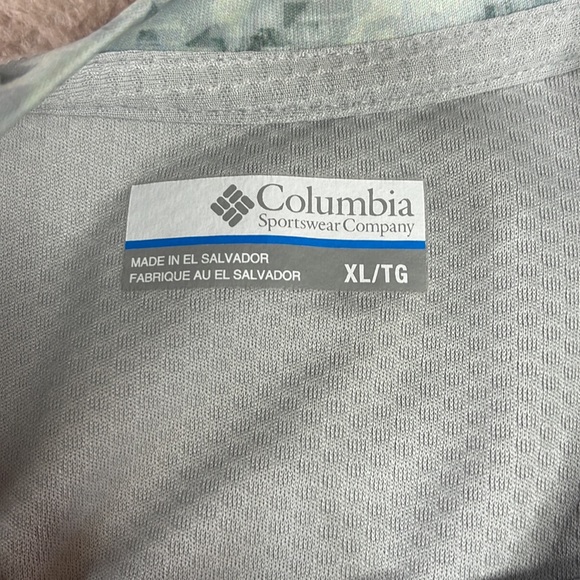 Columbia
Sportswear Company
MADE IN EL SALVADOR
FABRIQUE AU EL SALVADOR
XL/TG